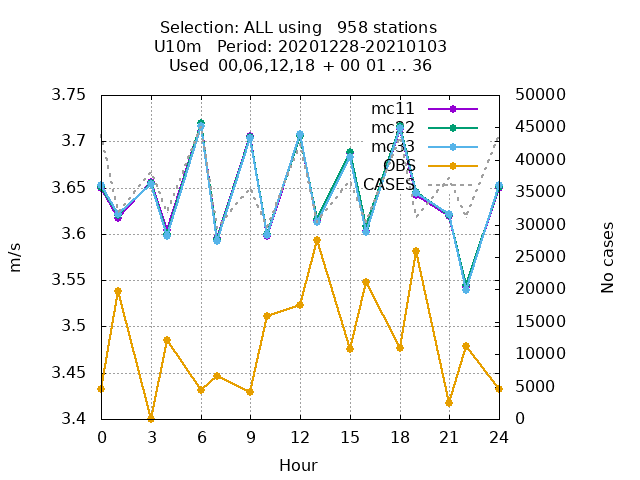 Selection: ALL using   958 stations
U10m   Period: 20201228-20210103
Used  00,06,12,18  + 00 01 ... 36
3.75
3.7
3.65
3.6
3.55
3.5
3.45
3.4
m/s
50000
45000
40000
35000
30000
25000
20000
15000
10000
5000
0
No cases
mc11
mc22
mc33
OBS
CASES
0 3 6 9 12 15 18 21 24
Hour